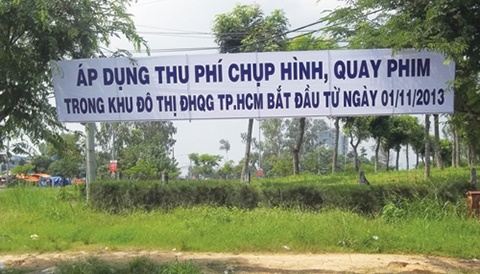 ÁP DỤNG THU PHÍ CHỤP HÌNH, QUAY PHIM
TRONG KHU ĐÔ THỊ ĐHQG TP.HCM BẮT ĐẦU TỪ NGÀY 01/11/2013